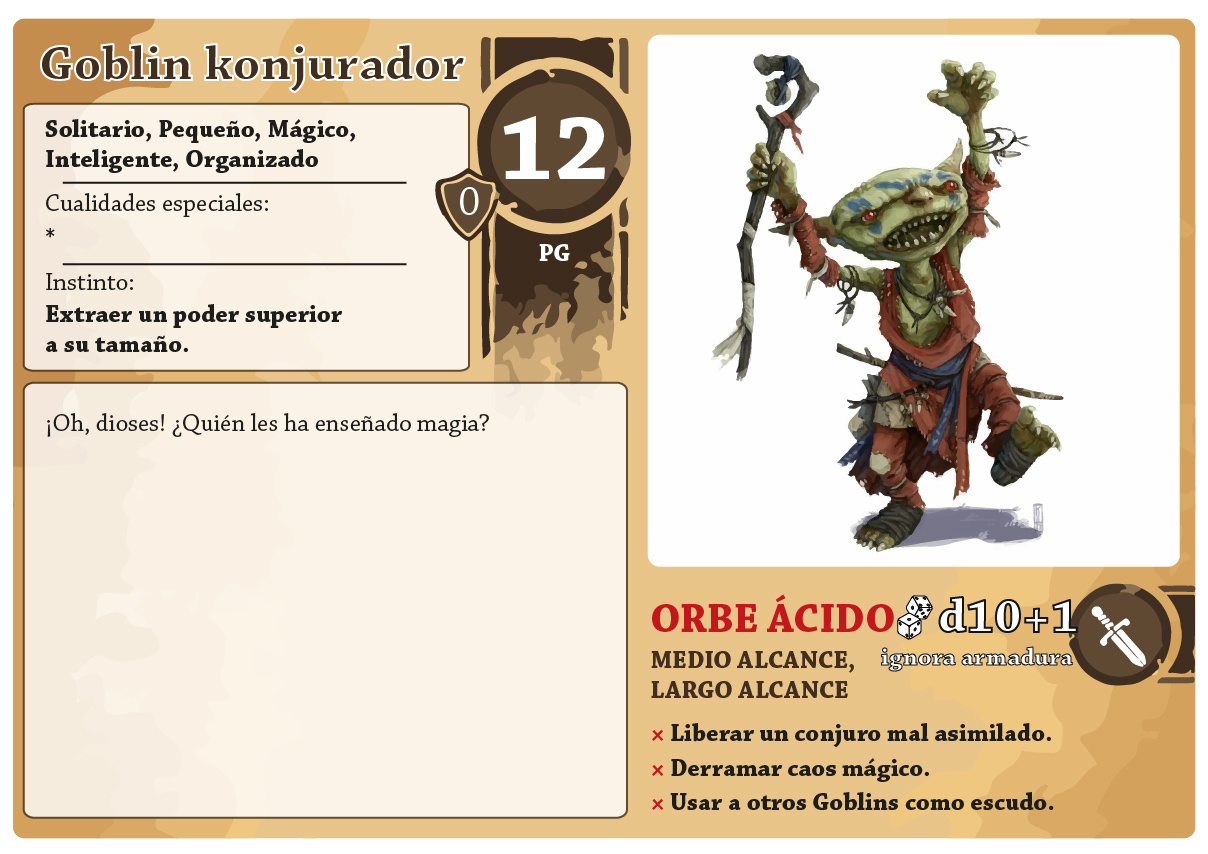 Goblin konjurador
Solitario, Pequeño, Mágico,
Inteligente, Organizado
Cualidades especiales:
*
Instinto:
Extraer un poder superior
a su tamaño.
12
0
PG
¡Oh, dioses! ¿Quién les ha enseñado magia?
ORBE ÁCIDO d10+1
ignora armadura
MEDIO ALCANCE,
LARGO ALCANCE
× Liberar un conjuro mal asimilado.
× Derramar caos mágico.
× Usar a otros Goblins como escudo.